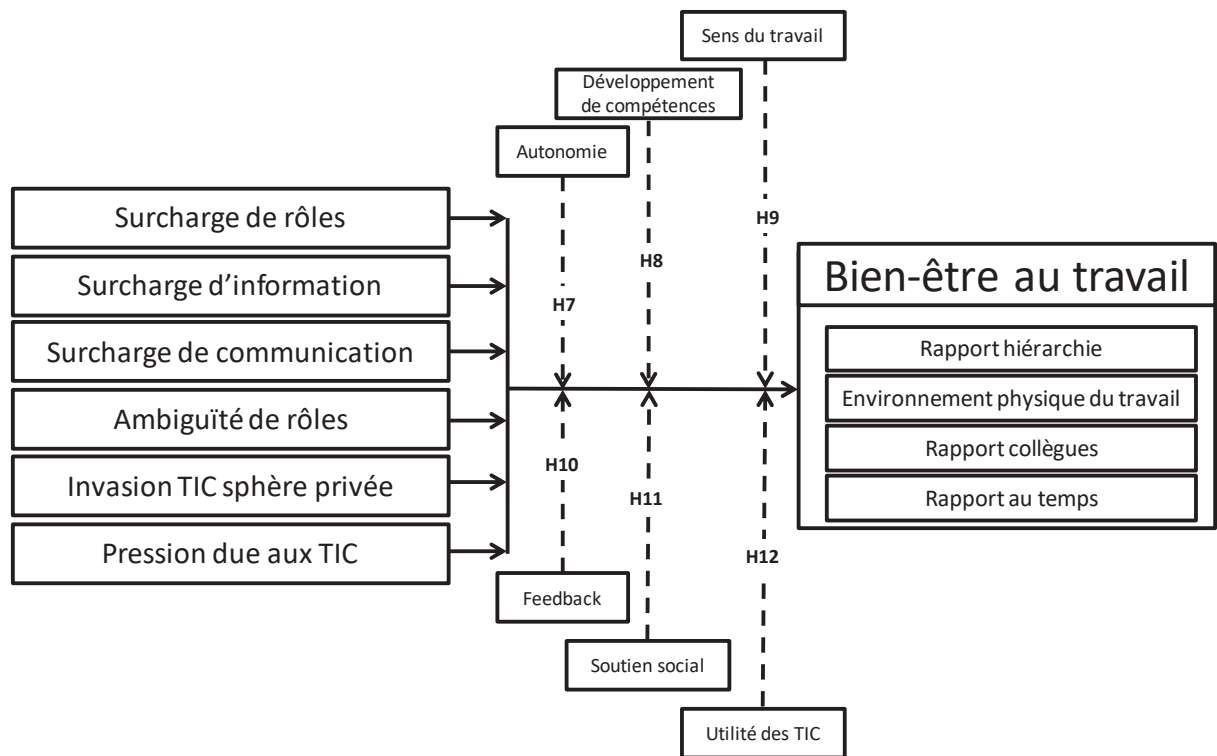 Sens du travail
Développement
de compétences
Autonomie
Surcharge de rôles
Surcharge d’information
Surcharge de communication
Ambiguïté de rôles
Invasion TIC sphère privée
Pression due aux TIC
H7
H8
H9
H10
H11
H12
Bien-être au travail
Rapport hiérarchie
Environnement physique du travail
Rapport collègues
Rapport au temps
Feedback
Soutien social
Utilité des TIC